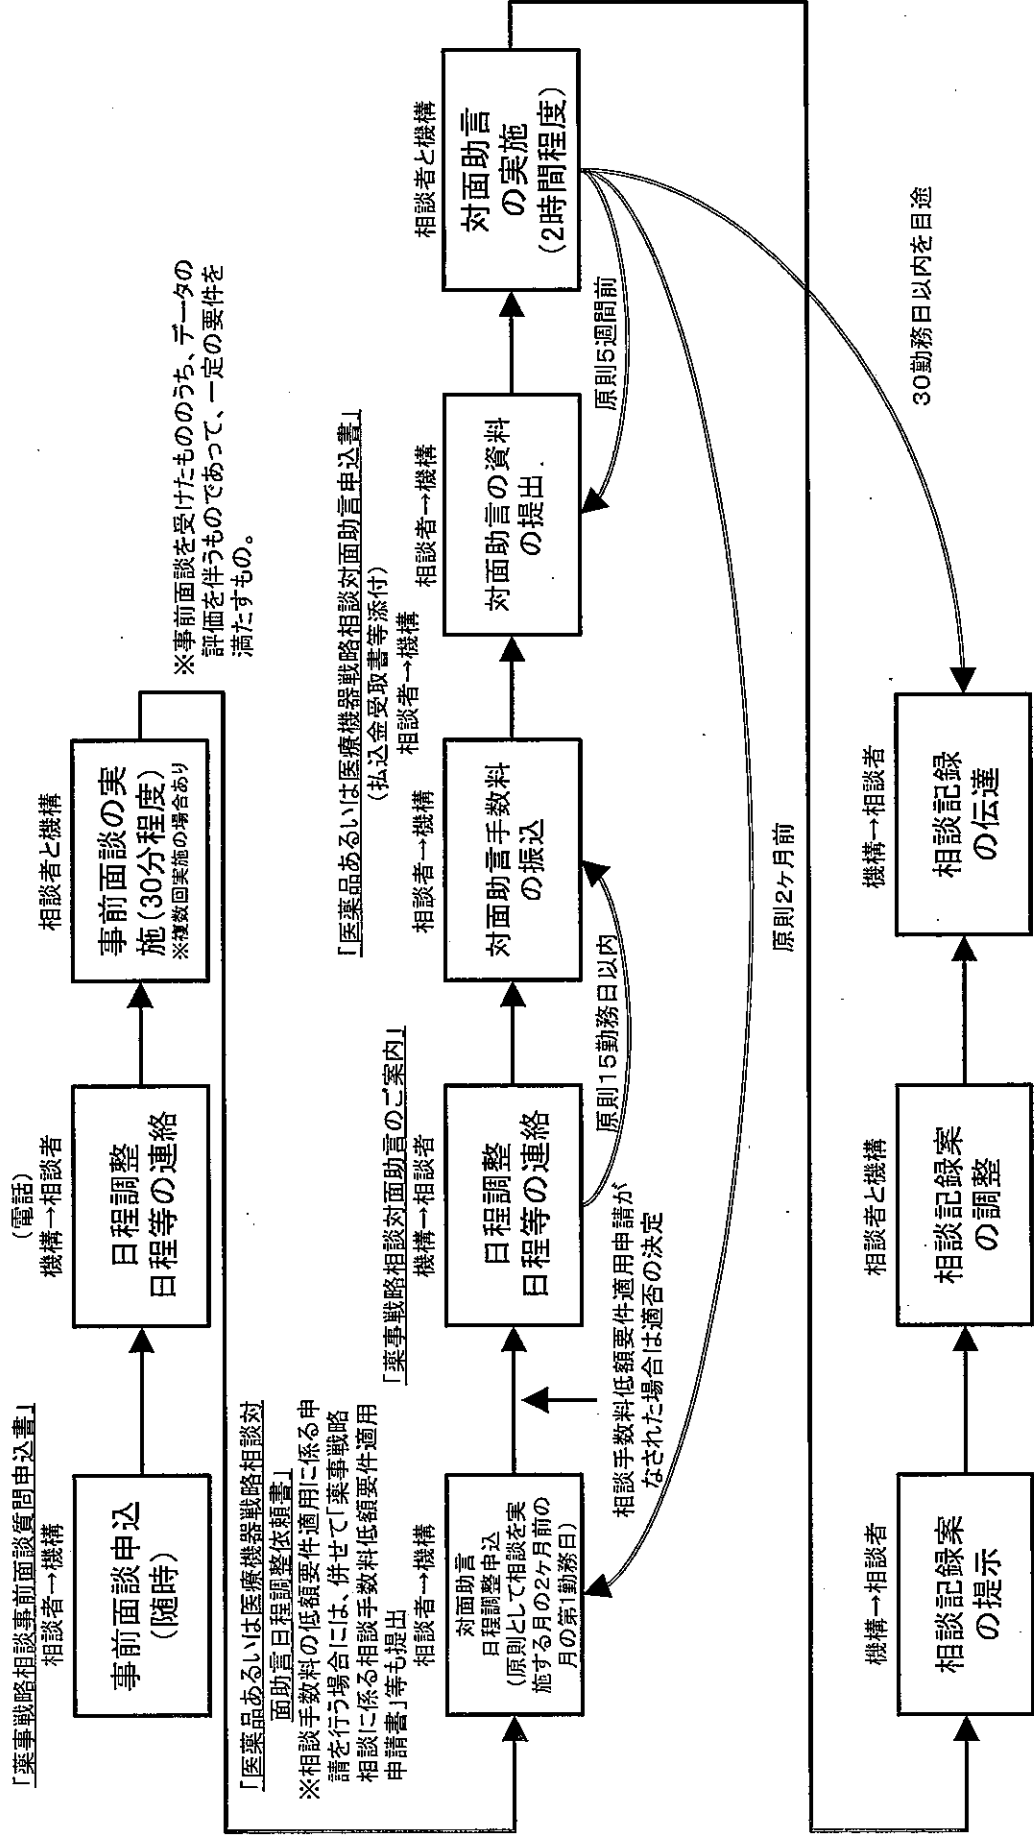 「薬事戦略相談事前面談質問申込書」
相談者→機構
事前面談申込
(随時)
(電話)
機構→相談者
日程調整
日程等の連絡
相談者と機構
事前面談の実
施(30分程度)
※複数回実施の場合あり
※事前面談を受けたもののうち、データの
評価を伴うものであって、一定の要件を
満たすもの。
「医薬品あるいは医療機器戦略相談対
面助言日程調整依頼書」
※相談手数料の低額要件適用に係る申
請を行う場合には、併せて「薬事戦略
相談に係る相談手数料低額要件適用
申請書」等も提出
相談者→機構
対面助言
日程調整申込
(原則として相談を実
施する月の2ヶ月前の
月の第1勤務日)
相談手数料低額要件適用申請が
なされた場合は適否の決定
「薬事戦略相談対面助言のご案内」
機構→相談者
日程調整
日程等の連絡
原則15勤務日以内
「医薬品あるいは医療機器戦略相談対面助言申込書」
(払込金受取書等添付)
相談者→機構
相談者→機構
対面助言手数料
の振込
相談者→機構
対面助言の資料
の提出
原則5週間前
相談者と機構
対面助言
の実施
(2時間程度)
原則2ヶ月前
30勤務日以内を目途
機構→相談者
相談記録案
の提示
相談者と機構
相談記録案
の調整
機構→相談者
相談記録
の伝達